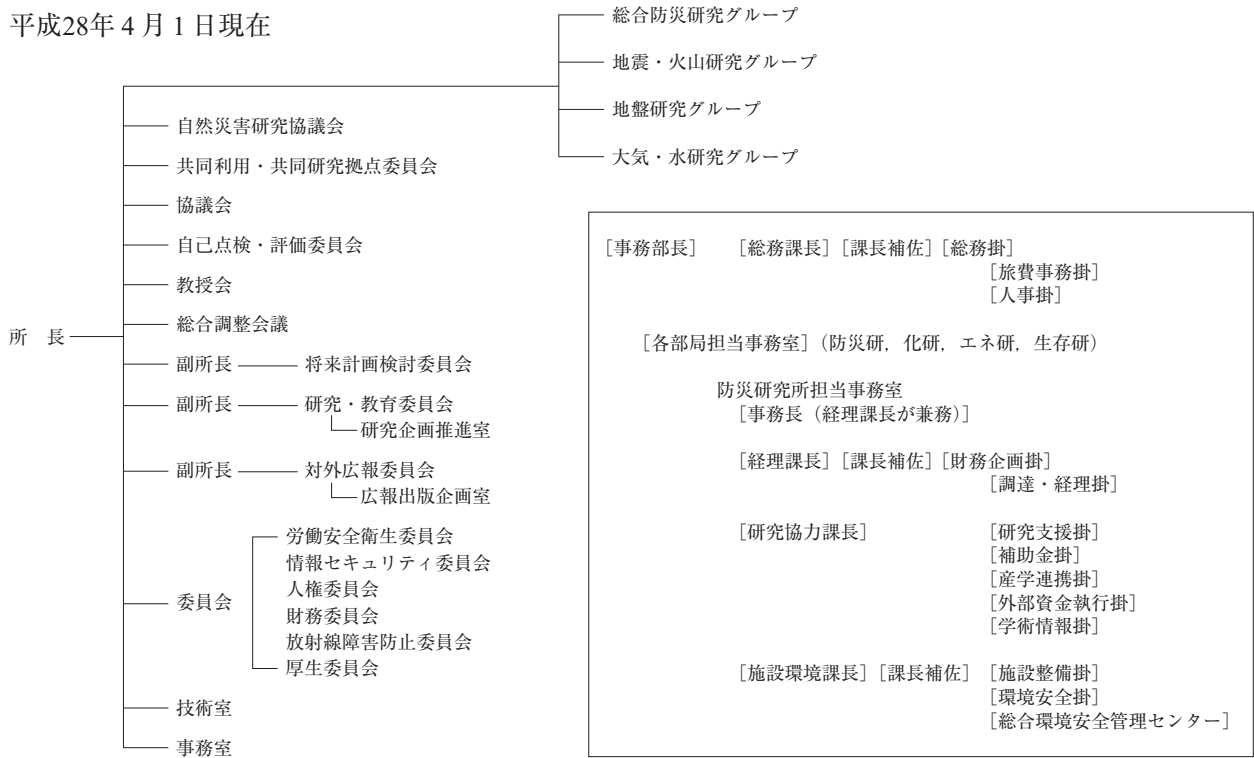 平成28年4月1日現在
総合防災研究グループ
地震・火山研究グループ
地盤研究グループ
大気・水研究グループ
所　長
自然災害研究協議会
共同利用・共同研究拠点委員会
協議会
自己点検・評価委員会
教授会
総合調整会議
副所長 将来計画検討委員会
副所長 研究・教育委員会
研究企画推進室
副所長 対外広報委員会
広報出版企画室
委員会
労働安全衛生委員会
情報セキュリティ委員会
人権委員会
財務委員会
放射線障害防止委員会
厚生委員会
技術室
事務室
［事務部長］ ［総務課長］［課長補佐］［総務掛］
［旅費事務掛］
［人事掛］
［各部局担当事務室］（防災研，化研，エネ研，生存研）
防災研究所担当事務室
［事務長（経理課長が兼務）］
［経理課長］［課長補佐］［財務企画掛］
［調達・経理掛］
［研究協力課長］ ［研究支援掛］
［補助金掛］
［産学連携掛］
［外部資金執行掛］
［学術情報掛］
［施設環境課長］［課長補佐］ ［施設整備掛］
［環境安全掛］
［総合環境安全管理センター］